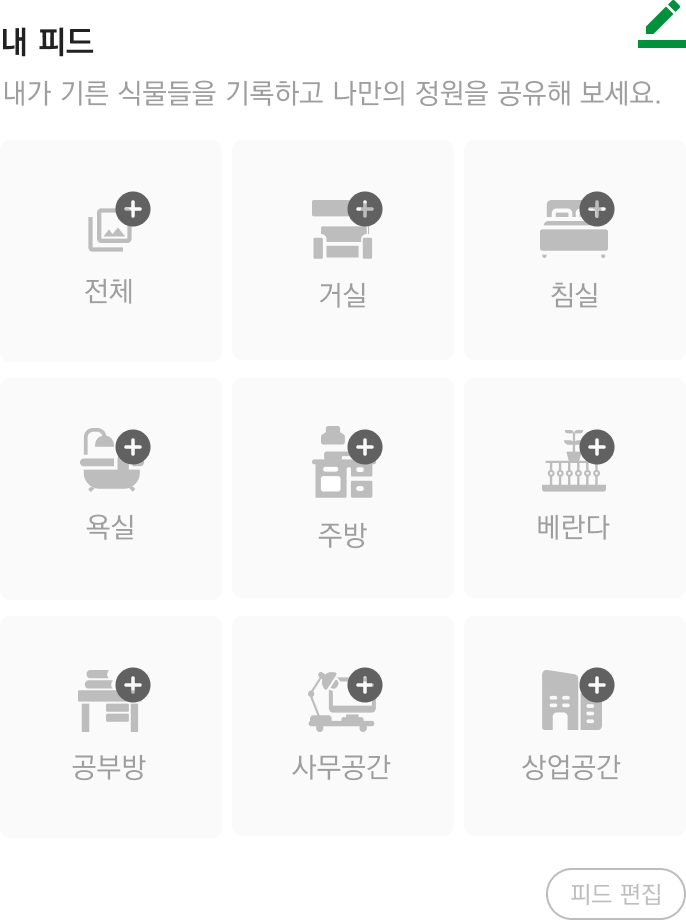 내 피드
내가 기른 식물들을 기록하고 나만의 정원을 공유해 보세요.
전체
거실
침실
욕실
주방
베란다
공부방
사무공간
상업공간
피드 편집